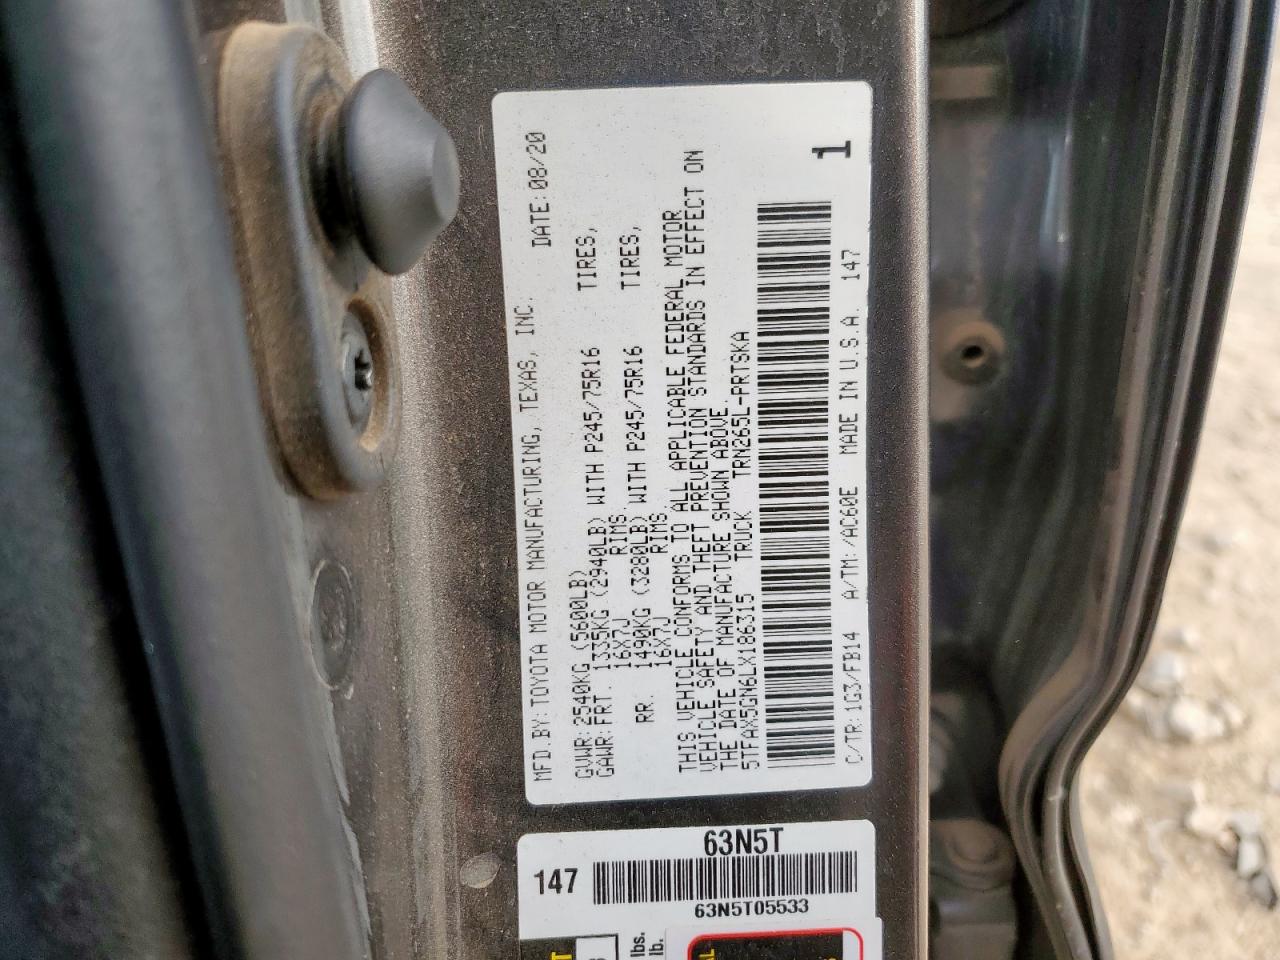 MFD.BY: TOYOTA MOTOR MANUFACTURING, TEXAS, INC.
DATE: 08/20
GVWR: 2540KG (5600LB)
GAWR: FRT. 1335KG (2940LB) WITH P245/75R16 TIRES,
16X7J RIMS,
RR. 1490KG (3280LB) WITH P245/75R16 TIRES,
16X7J RIMS.
THIS VEHICLE CONFORMS TO ALL APPLICABLE FEDERAL MOTOR
VEHICLE SAFETY AND THEFT PREVENTION STANDARDS IN EFFECT ON
THE DATE OF MANUFACTURE SHOWN ABOVE.
5TFAX5GN6LX186315 TRUCK TRN265L-PRTSKA
1
C/TR: 1G3/FB14 A/TM: /AC60E MADE IN U.S.A. 147
63N5T
147
63N5T05533
lbs.
lb.